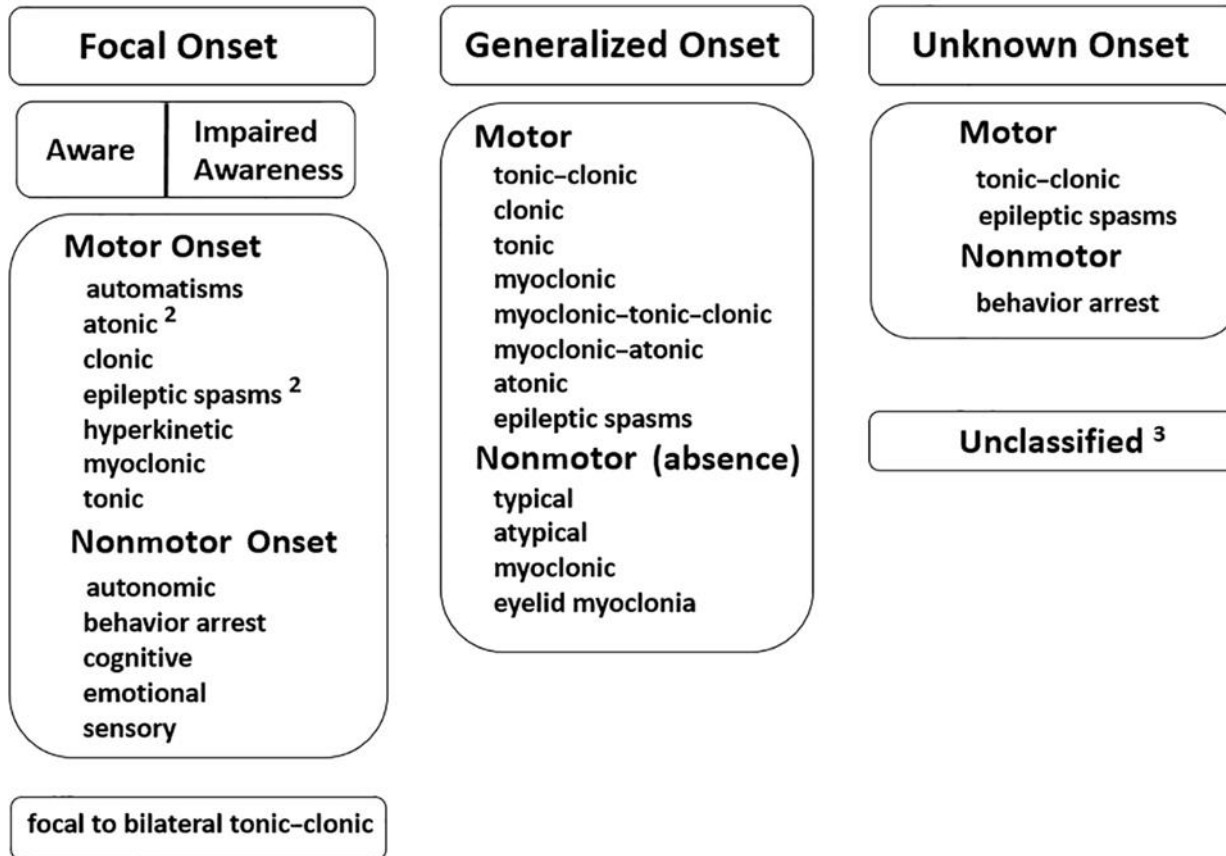 Focal Onset
Aware
Impaired
Awareness
Motor Onset
automatisms
atonic ²
clonic
epileptic spasms ²
hyperkinetic
myoclonic
tonic
Nonmotor Onset
autonomic
behavior arrest
cognitive
emotional
sensory
focal to bilateral tonic–clonic
Generalized Onset
Motor
tonic–clonic
clonic
tonic
myoclonic
myoclonic–tonic–clonic
myoclonic–atonic
atonic
epileptic spasms
Nonmotor (absence)
typical
atypical
myoclonic
eyelid myoclonia
Unknown Onset
Motor
tonic–clonic
epileptic spasms
Nonmotor
behavior arrest
Unclassified ³